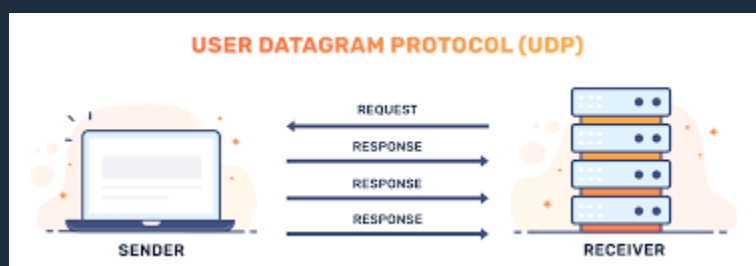 USER DATAGRAM PROTOCOL (UDP)
REQUEST
RESPONSE
RESPONSE
RESPONSE
SENDER
RECEIVER